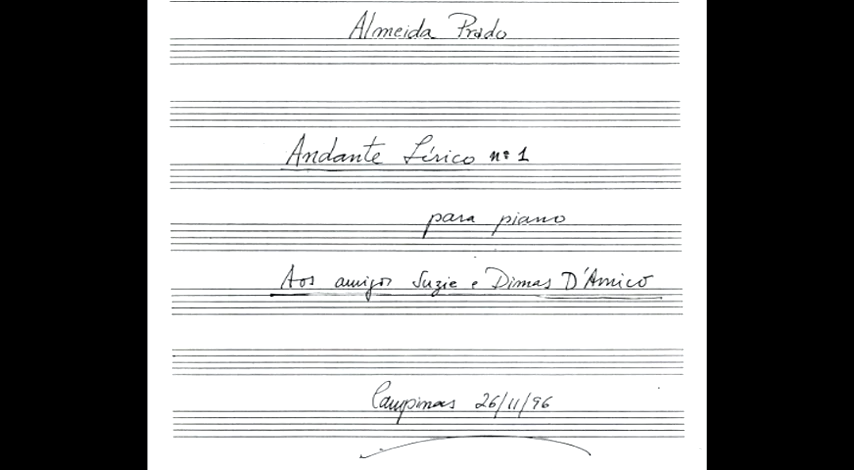 Almeida Prado
Andante Lírico nº 1
para piano
Aos amigos Suzie e Dimas D'Amico
Campinas 26/11/96